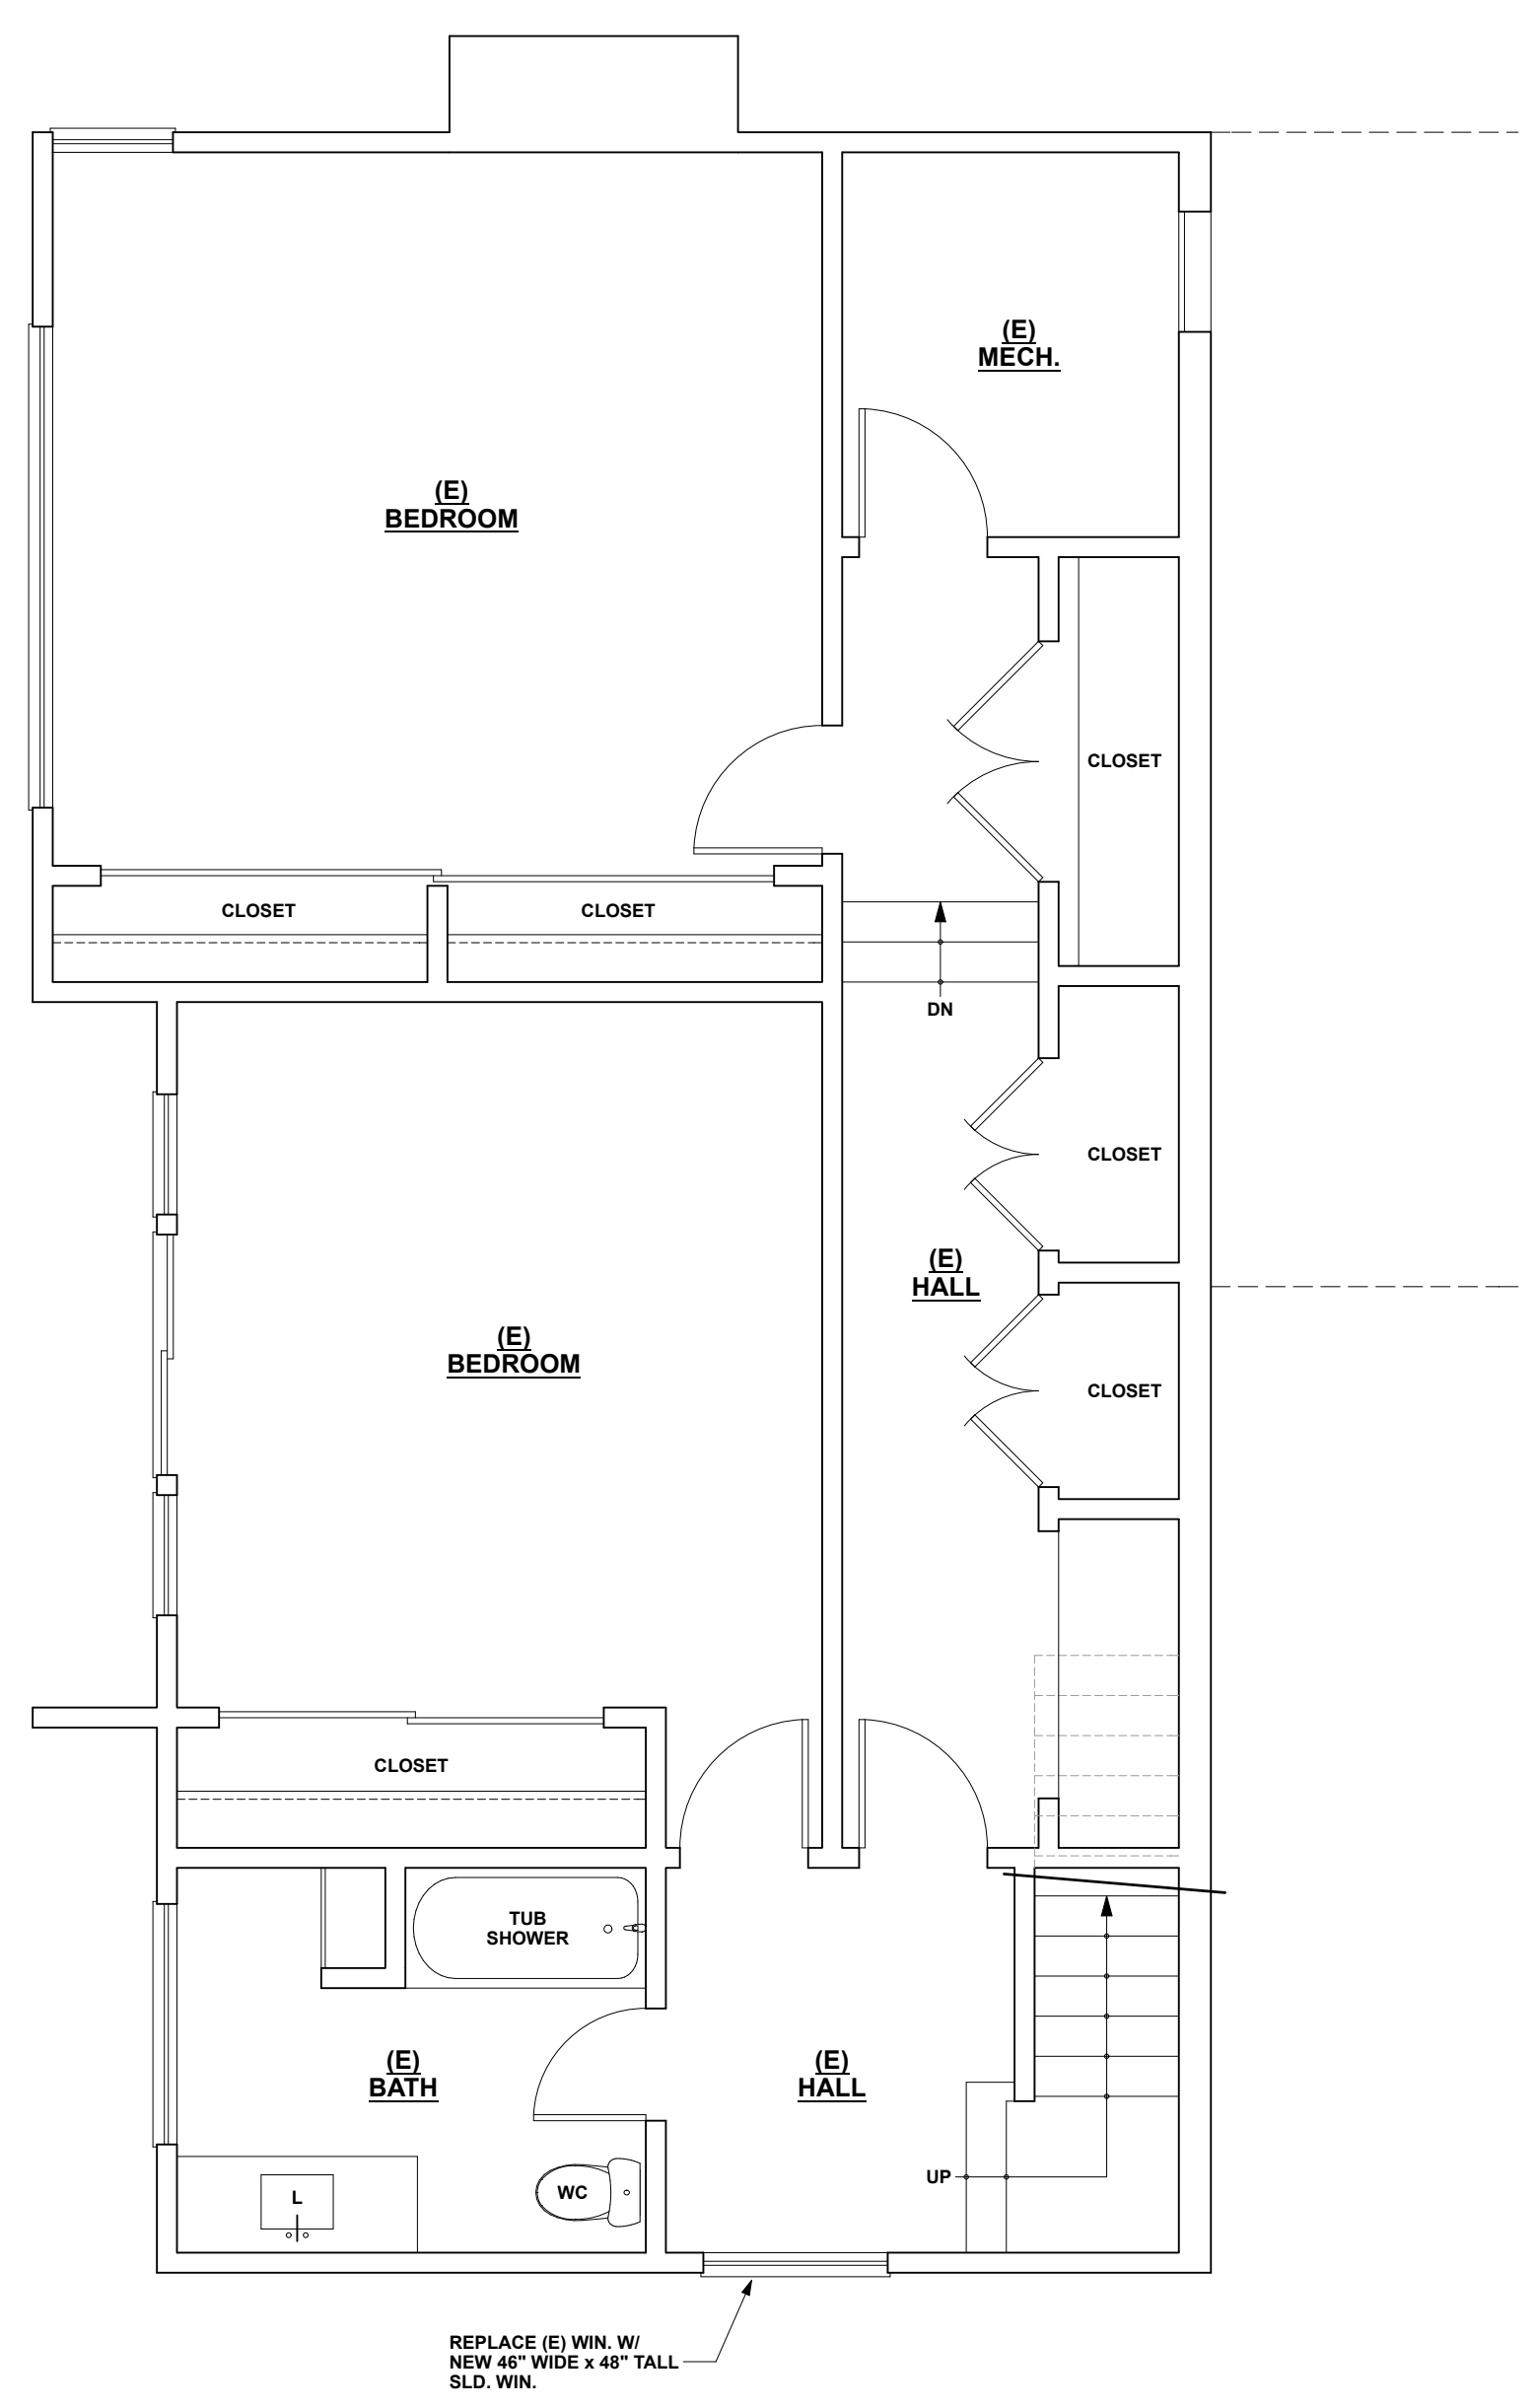 (E)
MECH.
(E)
BEDROOM
CLOSET
CLOSET
CLOSET
DN
CLOSET
(E)
HALL
(E)
BEDROOM
CLOSET
CLOSET
TUB
SHOWER
(E)
BATH
(E)
HALL
UP
WC
L
REPLACE (E) WIN. W/
NEW 46" WIDE x 48" TALL
SLD. WIN.